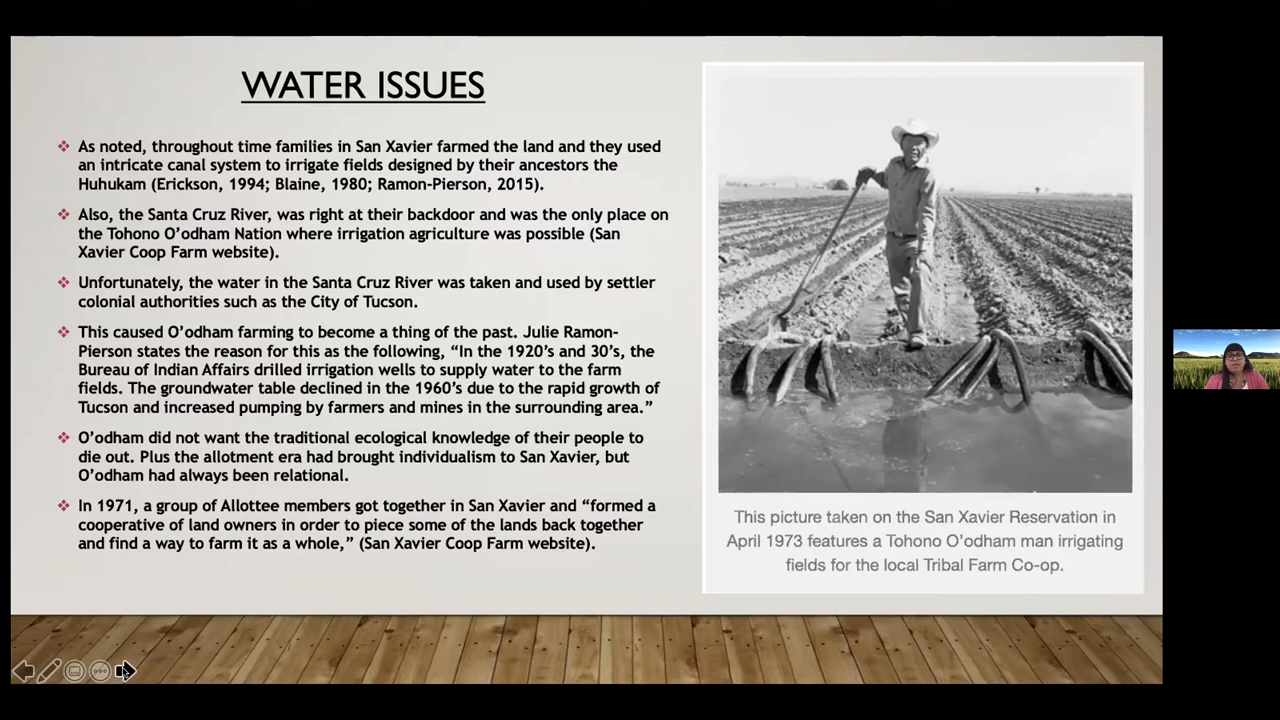 WATER ISSUES
❖ As noted, throughout time families in San Xavier farmed the land and they used
an intricate canal system to irrigate fields designed by their ancestors the
Huhukam (Erickson, 1994; Blaine, 1980; Ramon-Pierson, 2015).
❖ Also, the Santa Cruz River, was right at their backdoor and was the only place on
the Tohono O’odham Nation where irrigation agriculture was possible (San
Xavier Coop Farm website).
❖ Unfortunately, the water in the Santa Cruz River was taken and used by settler
colonial authorities such as the City of Tucson.
❖ This caused O’odham farming to become a thing of the past. Julie Ramon-
Pierson states the reason for this as the following, “In the 1920’s and 30’s, the
Bureau of Indian Affairs drilled irrigation wells to supply water to the farm
fields. The groundwater table declined in the 1960’s due to the rapid growth of
Tucson and increased pumping by farmers and mines in the surrounding area.”
❖ O’odham did not want the traditional ecological knowledge of their people to
die out. Plus the allotment era had brought individualism to San Xavier, but
O’odham had always been relational.
❖ In 1971, a group of Allottee members got together in San Xavier and “formed a
cooperative of land owners in order to piece some of the lands back together
and find a way to farm it as a whole,” (San Xavier Coop Farm website).
This picture taken on the San Xavier Reservation in
April 1973 features a Tohono O’odham man irrigating
fields for the local Tribal Farm Co-op.